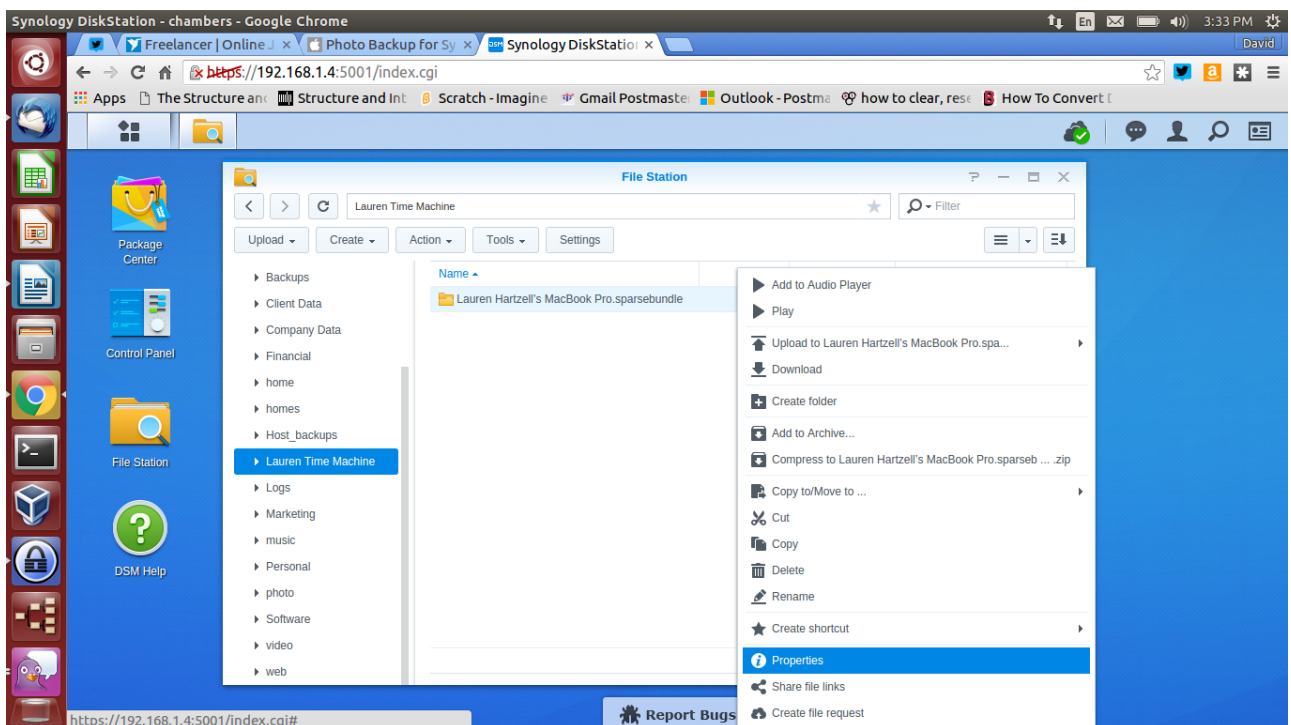 Synology DiskStation - chambers - Google Chrome
En
3:33 PM
Freelancer | Online J
Photo Backup for Sy
Synology DiskStation
David
https://192.168.1.4:5001/index.cgi
Apps
The Structure and
Structure and Int
Scratch - Imagine
Gmail Postmaster
Outlook - Postma
how to clear, rese
How To Convert D
File Station
Lauren Time Machine
Filter
Upload
Create
Action
Tools
Settings
Package
Center
Control Panel
File Station
DSM Help
Backups
Client Data
Company Data
Financial
home
homes
Host_backups
Lauren Time Machine
Logs
Marketing
music
Personal
photo
Software
video
web
Name
Lauren Hartzell's MacBook Pro.sparsebundle
Add to Audio Player
Play
Upload to Lauren Hartzell's MacBook Pro.spa...
Download
Create folder
Add to Archive...
Compress to Lauren Hartzell's MacBook Pro.sparseb ... .zip
Copy to/Move to ...
Cut
Copy
Delete
Rename
Create shortcut
Properties
Share file links
Create file request
https://192.168.1.4:5001/index.cgi#
Report Bugs